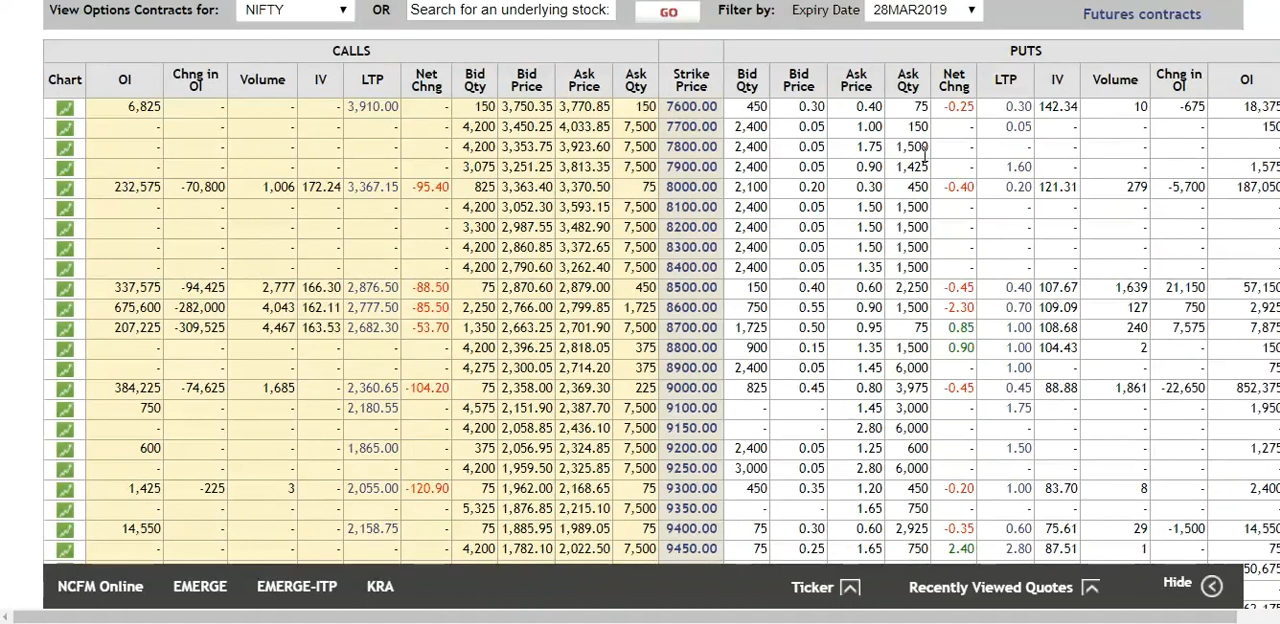 View Options Contracts for: NIFTY OR Search for an underlying stock: GO Filter by: Expiry Date 28MAR2019 Futures contracts
CALLS PUTS
Chart OI Chng in OI Volume IV LTP Net Chng Bid Qty Bid Price Ask Price Ask Qty Strike Price Bid Qty Bid Price Ask Price Ask Qty Net Chng LTP IV Volume Chng in OI OI
6,825 - - - 3,910.00 - 150 3,750.35 3,770.85 150 7600.00 450 0.30 0.40 75 -0.25 0.30 142.34 10 -675 18,375
- - - - - - 4,200 3,450.25 4,033.85 7,500 7700.00 2,400 0.05 1.00 150 - 0.05 - - - 150
- - - - - - 4,200 3,353.75 3,923.60 7,500 7800.00 2,400 0.05 1.75 1,500 - - - - - -
- - - - - - 3,075 3,251.25 3,813.35 7,500 7900.00 2,400 0.05 0.90 1,425 - 1.60 - - - 1,575
232,575 -70,800 1,006 172.24 3,367.15 -95.40 825 3,363.40 3,370.50 75 8000.00 2,100 0.20 0.30 450 -0.40 0.20 121.31 279 -5,700 187,050
- - - - - - 4,200 3,052.30 3,593.15 7,500 8100.00 2,400 0.05 1.50 1,500 - - - - - -
- - - - - - 3,300 2,987.55 3,482.90 7,500 8200.00 2,400 0.05 1.50 1,500 - - - - - -
- - - - - - 4,200 2,860.85 3,372.65 7,500 8300.00 2,400 0.05 1.50 1,500 - - - - - -
- - - - - - 4,200 2,790.60 3,262.40 7,500 8400.00 2,400 0.05 1.35 1,500 - - - - - -
337,575 -94,425 2,777 166.30 2,876.50 -88.50 75 2,870.60 2,879.00 450 8500.00 150 0.40 0.60 2,250 -0.45 0.40 107.67 1,639 21,150 57,150
675,600 -282,000 4,043 162.11 2,777.50 -85.50 2,250 2,766.00 2,799.85 1,725 8600.00 750 0.55 0.90 1,500 -2.30 0.70 109.09 127 750 2,925
207,225 -309,525 4,467 163.53 2,682.30 -53.70 1,350 2,663.25 2,701.90 7,500 8700.00 1,725 0.50 0.95 75 0.85 1.00 108.68 240 7,575 7,875
- - - - - - 4,200 2,396.25 2,818.05 375 8800.00 900 0.15 1.35 1,500 0.90 1.00 104.43 2 - 150
- - - - - - 4,275 2,300.05 2,714.20 375 8900.00 2,400 0.05 1.45 6,000 - 1.00 - - - 75
384,225 -74,625 1,685 - 2,360.65 -104.20 75 2,358.00 2,369.30 225 9000.00 825 0.45 0.80 3,975 -0.45 0.45 88.88 1,861 -22,650 852,375
750 - - - 2,180.55 - 4,575 2,151.90 2,387.70 7,500 9100.00 - - 1.45 3,000 - 1.75 - - - 1,950
- - - - - - 4,200 2,058.85 2,436.10 7,500 9150.00 - - 2.80 6,000 - - - - - -
600 - - - 1,865.00 - 375 2,056.95 2,324.85 7,500 9200.00 2,400 0.05 1.25 600 - 1.50 - - - 1,275
- - - - - - 4,200 1,959.50 2,325.85 7,500 9250.00 3,000 0.05 2.80 6,000 - - - - - -
1,425 -225 3 - 2,055.00 -120.90 75 1,962.00 2,168.65 75 9300.00 450 0.35 1.20 450 -0.20 1.00 83.70 8 - 2,400
- - - - - - 5,325 1,876.85 2,215.10 7,500 9350.00 - - 1.65 750 - - - - - -
14,550 - - - 2,158.75 - 75 1,885.95 1,989.05 75 9400.00 75 0.30 0.60 2,925 -0.35 0.60 75.61 29 -1,500 14,550
- - - - - - 4,200 1,782.10 2,022.50 7,500 9450.00 75 0.25 1.65 750 2.40 2.80 87.51 1 - 75
50,675
NCFM Online EMERGE EMERGE-ITP KRA Ticker Recently Viewed Quotes Hide